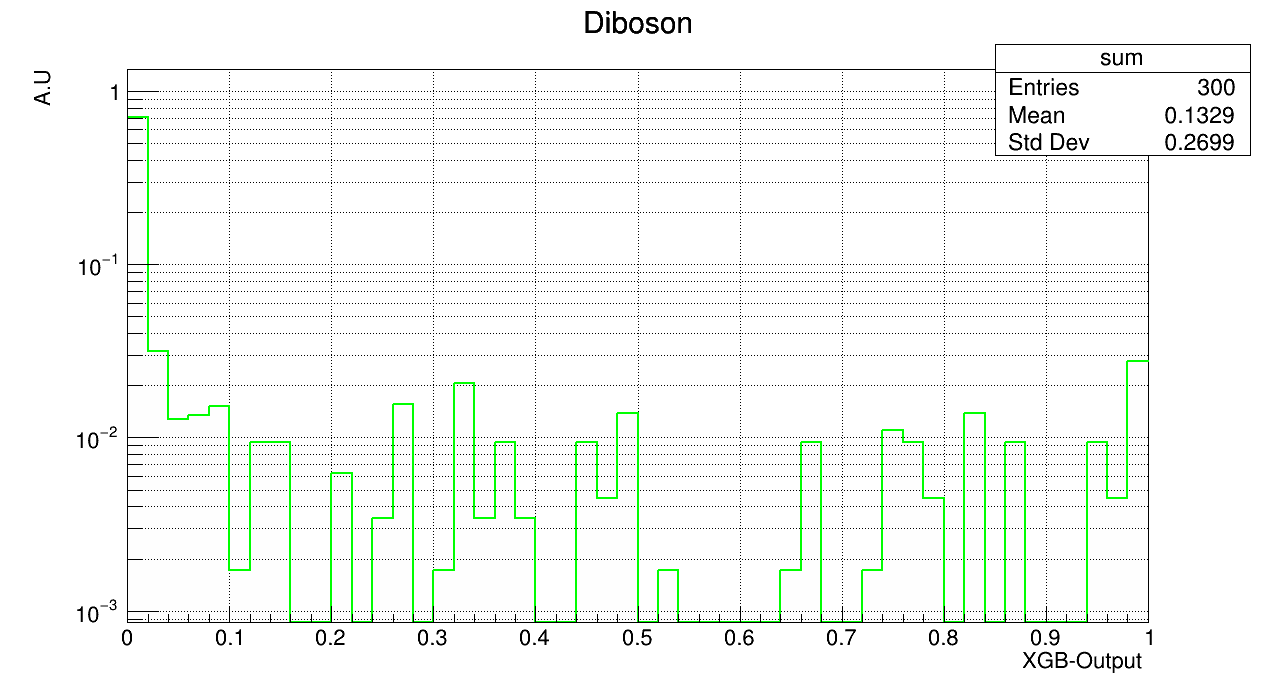 Diboson
A.U
sum
Entries 300
Mean 0.1329
Std Dev 0.2699
1
10⁻¹
10⁻²
10⁻³
0 0.1 0.2 0.3 0.4 0.5 0.6 0.7 0.8 0.9 1
XGB-Output